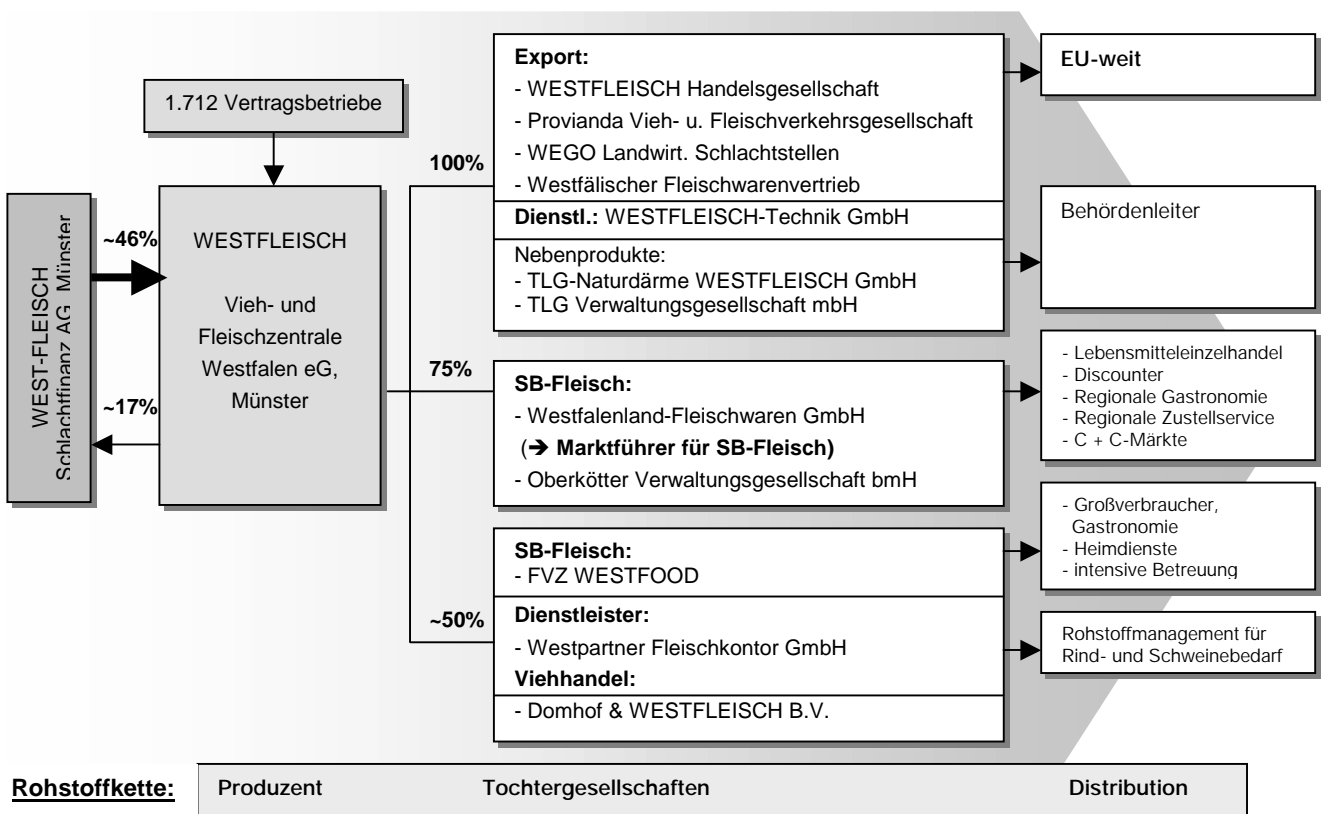 1.712 Vertragsbetriebe
WEST-FLEISCH
Schlachtfinanz AG Münster
~46%
~17%
WESTFLEISCH
Vieh- und
Fleischzentrale
Westfalen eG,
Münster
100%
Export:
- WESTFLEISCH Handelsgesellschaft
- Provianda Vieh- u. Fleischverkehrsgesellschaft
- WEGO Landwirt. Schlachtstellen
- Westfälischer Fleischwarenvertrieb
Dienstl.: WESTFLEISCH-Technik GmbH
Nebenprodukte:
- TLG-Naturdärme WESTFLEISCH GmbH
- TLG Verwaltungsgesellschaft mbH
EU-weit
Behördenleiter
75%
SB-Fleisch:
- Westfalenland-Fleischwaren GmbH
(➔ Marktführer für SB-Fleisch)
- Oberkötter Verwaltungsgesellschaft bmH
- Lebensmitteleinzelhandel
- Discounter
- Regionale Gastronomie
- Regionale Zustellservice
- C + C-Märkte
~50%
SB-Fleisch:
- FVZ WESTFOOD
Dienstleister:
- Westpartner Fleischkontor GmbH
Viehhandel:
- Domhof & WESTFLEISCH B.V.
- Großverbraucher,
Gastronomie
- Heimdienste
- intensive Betreuung
Rohstoffmanagement für
Rind- und Schweinebedarf
Rohstoffkette: Produzent Tochtergesellschaften Distribution